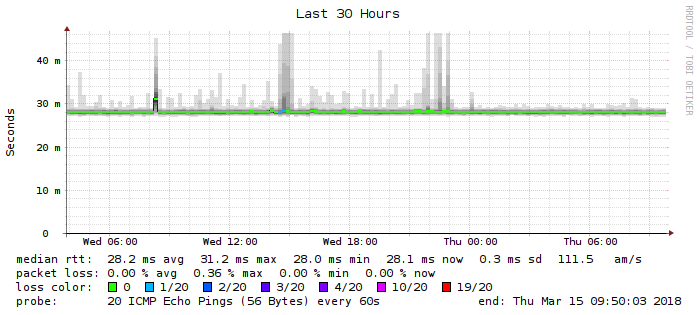 Last 30 Hours
RRDTOOL / TOBI OETIKER
Seconds
40 m
30 m
20 m
10 m
0
Wed 06:00 Wed 12:00 Wed 18:00 Thu 00:00 Thu 06:00
median rtt: 28.2 ms avg 31.2 ms max 28.0 ms min 28.1 ms now 0.3 ms sd 111.5 am/s
packet loss: 0.00 % avg 0.36 % max 0.00 % min 0.00 % now
loss color: 0 1/20 2/20 3/20 4/20 10/20 19/20
probe: 20 ICMP Echo Pings (56 Bytes) every 60s end: Thu Mar 15 09:50:03 2018